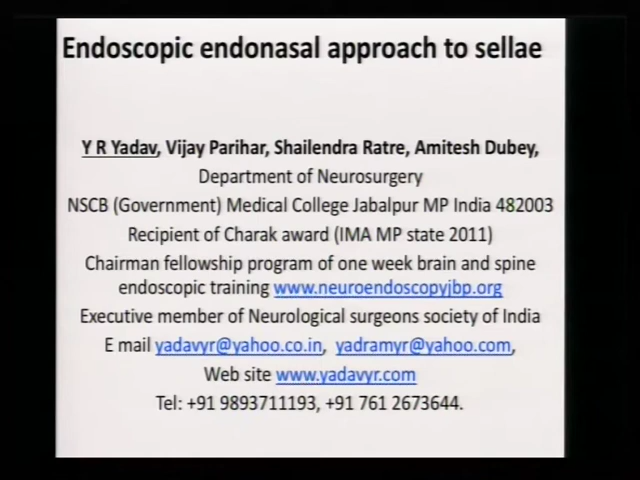 Endoscopic endonasal approach to sellae
Y R Yadav, Vijay Parihar, Shailendra Ratre, Amitesh Dubey,
Department of Neurosurgery
NSCB (Government) Medical College Jabalpur MP India 482003
Recipient of Charak award (IMA MP state 2011)
Chairman fellowship program of one week brain and spine
endoscopic training www.neuroendoscopyjbp.org
Executive member of Neurological surgeons society of India
E mail yadavyr@yahoo.co.in, yadramyr@yahoo.com,
Web site www.yadavyr.com
Tel: +91 9893711193, +91 761 2673644.